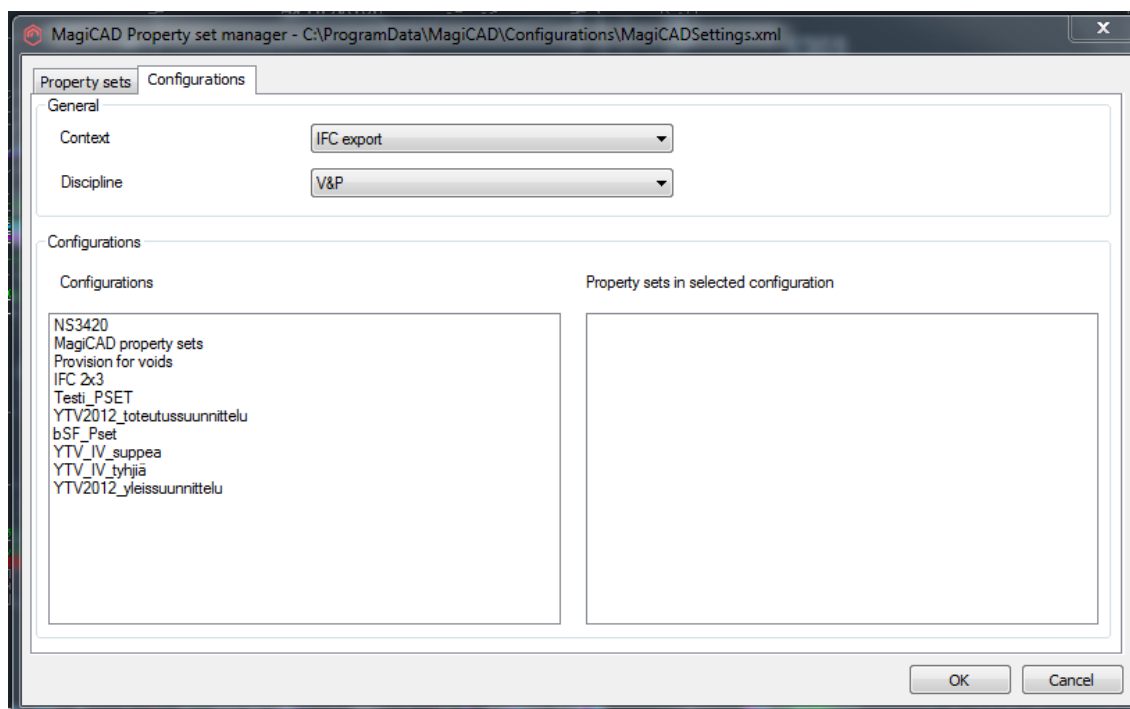 MagiCAD Property set manager - C:\ProgramData\MagiCAD\Configurations\MagiCADSettings.xml
x
Property sets
Configurations
General
Context
IFC export
Discipline
V&P
Configurations
Configurations
Property sets in selected configuration
NS3420
MagiCAD property sets
Provision for voids
IFC 2x3
Testi_PSET
YTV2012_toteutussuunnittelu
bSF_Pset
YTV_IV_suppea
YTV_IV_tyhjiä
YTV2012_yleissuunnittelu
OK
Cancel